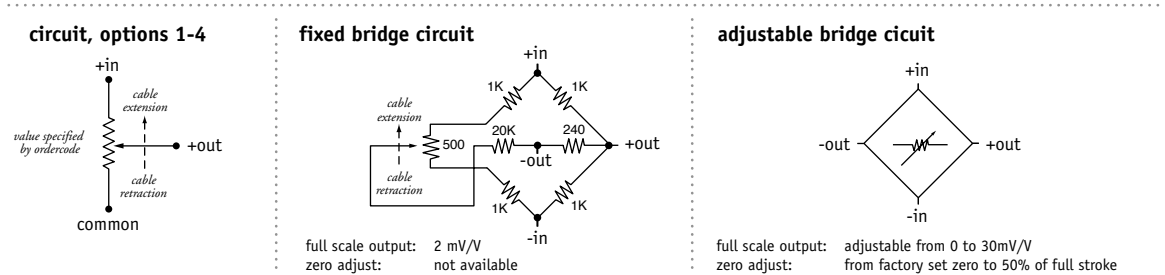 circuit, options 1-4
+in
cable
extension
value specified
by ordercode
+out
cable
retraction
common
fixed bridge circuit
+in
1K
1K
cable
extension
500
20K
240
-out
+out
cable
retraction
1K
1K
-in
full scale output: 2 mV/V
zero adjust: not available
adjustable bridge cicuit
+in
-out
+out
-in
full scale output: adjustable from 0 to 30mV/V
zero adjust: from factory set zero to 50% of full stroke